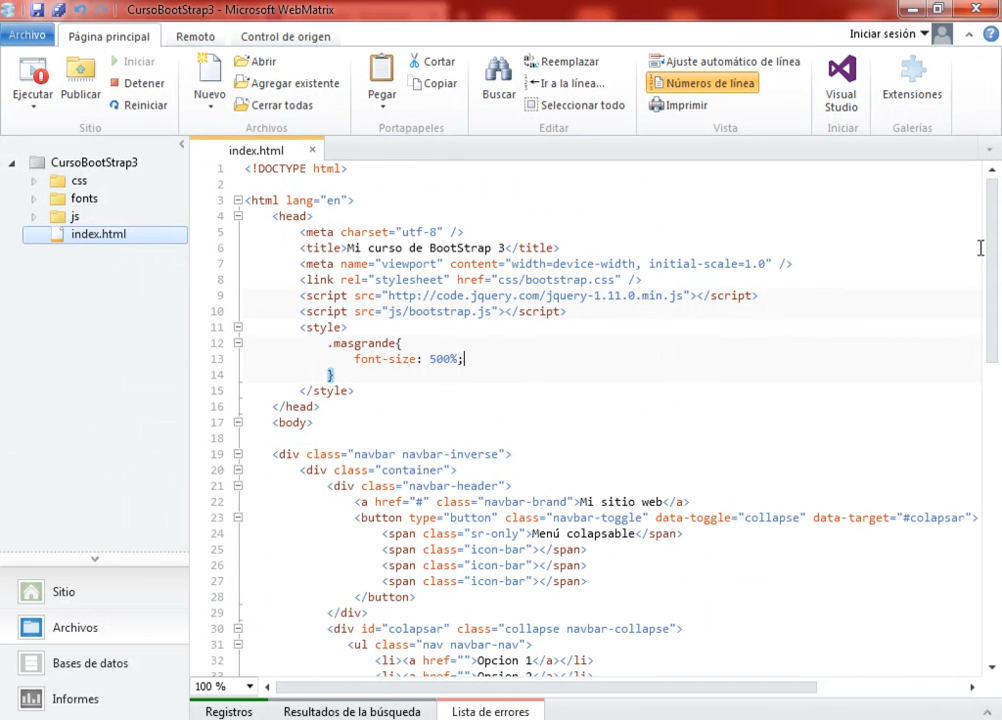 CursoBootStrap3 - Microsoft WebMatrix
Archivo
Página principal
Remoto
Control de origen
Iniciar sesión
Ejecutar
Publicar
Iniciar
Detener
Reiniciar
Sitio
Nuevo
Abrir
Agregar existente
Cerrar todas
Archivos
Pegar
Cortar
Copiar
Portapapeles
Buscar
Reemplazar
Ir a la línea...
Seleccionar todo
Editar
Ajuste automático de línea
Números de línea
Imprimir
Vista
Visual
Studio
Iniciar
Extensiones
Galerías
CursoBootStrap3
css
fonts
js
index.html
Sitio
Archivos
Bases de datos
Informes
index.html
1 <!DOCTYPE html>
2
3 <html lang="en">
4 <head>
5 <meta charset="utf-8" />
6 <title>Mi curso de BootStrap 3</title>
7 <meta name="viewport" content="width=device-width, initial-scale=1.0" />
8 <link rel="stylesheet" href="css/bootstrap.css" />
9 <script src="http://code.jquery.com/jquery-1.11.0.min.js"></script>
10 <script src="js/bootstrap.js"></script>
11 <style>
12 .masgrande{
13 font-size: 500%;
14 }
15 </style>
16 </head>
17 <body>
18
19 <div class="navbar navbar-inverse">
20 <div class="container">
21 <div class="navbar-header">
22 <a href="#" class="navbar-brand">Mi sitio web</a>
23 <button type="button" class="navbar-toggle" data-toggle="collapse" data-target="#colapsar">
24 <span class="sr-only">Menú colapsable</span>
25 <span class="icon-bar"></span>
26 <span class="icon-bar"></span>
27 <span class="icon-bar"></span>
28 </button>
29 </div>
30 <div id="colapsar" class="collapse navbar-collapse">
31 <ul class="nav navbar-nav">
32 <li><a href="">Opcion 1</a></li>
33 <li><a href="">Opcion 2</a></li>
100 %
Registros
Resultados de la búsqueda
Lista de errores